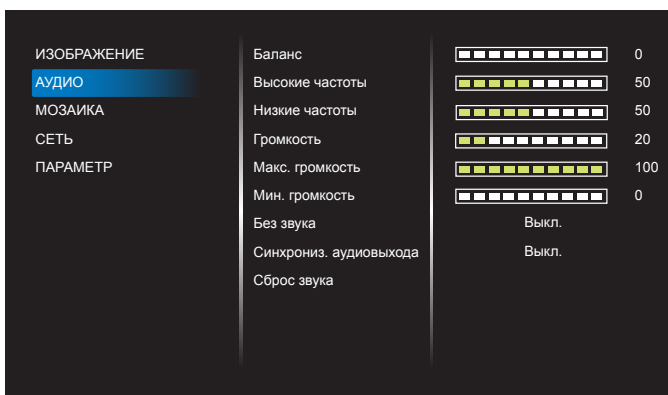 ИЗОБРАЖЕНИЕ
АУДИО
МОЗАИКА
СЕТЬ
ПАРАМЕТР
Баланс 0
Высокие частоты 50
Низкие частоты 50
Громкость 20
Макс. громкость 100
Мин. громкость 0
Без звука Выкл.
Синхрониз. аудиовыхода Выкл.
Сброс звука